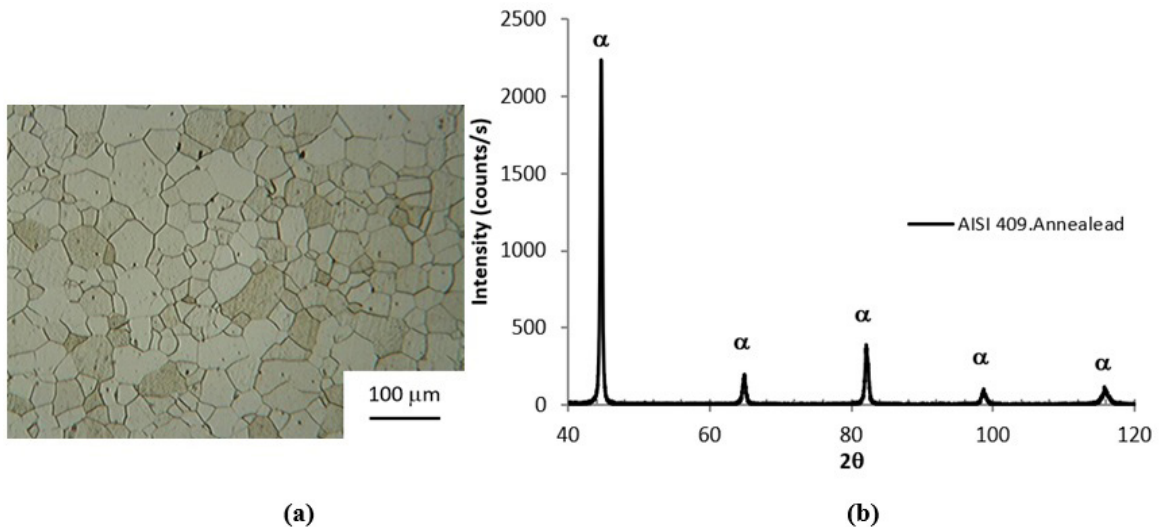 100 μm
(a)
Intensity (counts/s)
2500
2000
1500
1000
500
0
α
α
α
α
α
AISI 409.Annealead
40
60
80
100
120
2θ
(b)